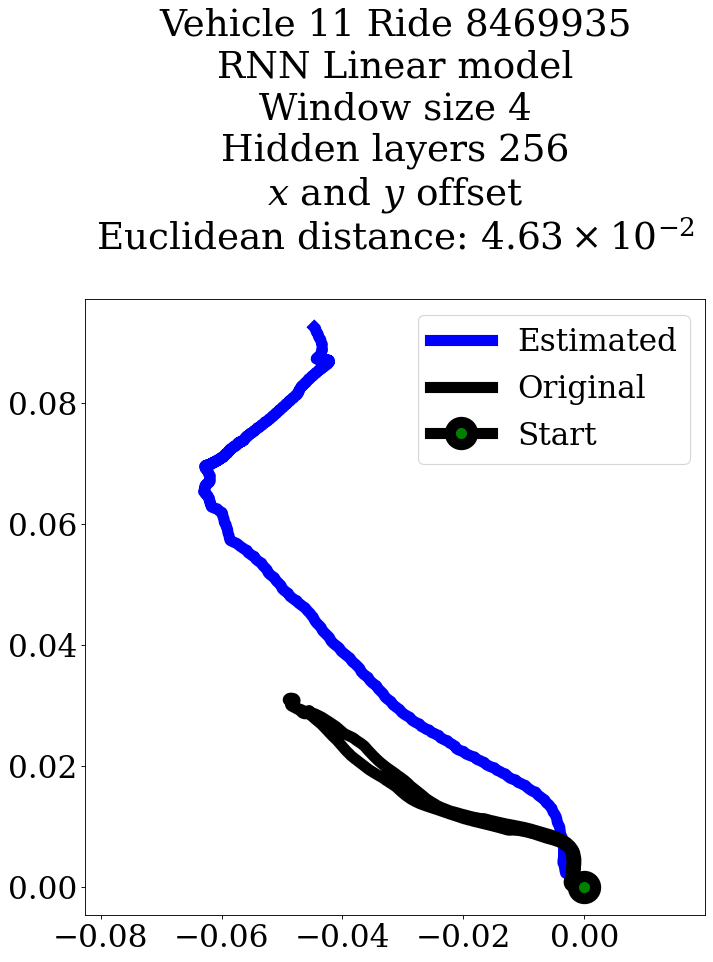 Vehicle 11 Ride 8469935
RNN Linear model
Window size 4
Hidden layers 256
x and y offset
Euclidean distance: 4.63 × 10⁻²
Estimated
Original
Start
0.08
0.06
0.04
0.02
0.00
−0.08 −0.06 −0.04 −0.02 0.00